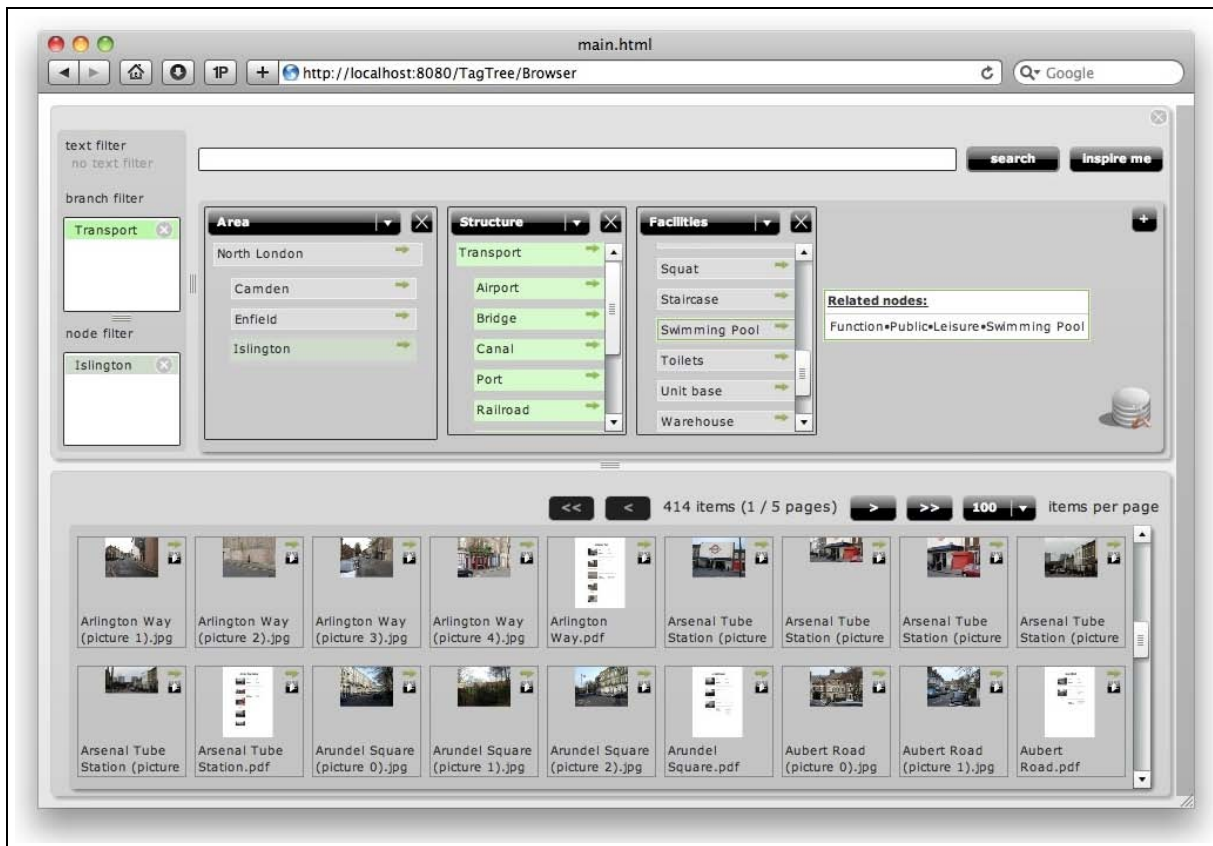 main.html
1P
+
http://localhost:8080/TagTree/Browser
Google
text filter
no text filter
search
inspire me
branch filter
Transport
node filter
Islington
Area
North London
Camden
Enfield
Islington
Structure
Transport
Airport
Bridge
Canal
Port
Railroad
Facilities
Squat
Staircase
Swimming Pool
Toilets
Unit base
Warehouse
+
Related nodes:
Function•Public•Leisure•Swimming Pool
<< < 414 items (1 / 5 pages) > >> 100 items per page
Arlington Way
(picture 1).jpg
Arlington Way
(picture 2).jpg
Arlington Way
(picture 3).jpg
Arlington Way
(picture 4).jpg
Arlington
Way.pdf
Arsenal Tube
Station (picture
Arsenal Tube
Station (picture
Arsenal Tube
Station (picture
Arsenal Tube
Station (picture
Arsenal Tube
Station (picture
Arsenal Tube
Station.pdf
Arundel Square
(picture 0).jpg
Arundel Square
(picture 1).jpg
Arundel Square
(picture 2).jpg
Arundel
Square.pdf
Aubert Road
(picture 0).jpg
Aubert Road
(picture 1).jpg
Aubert
Road.pdf